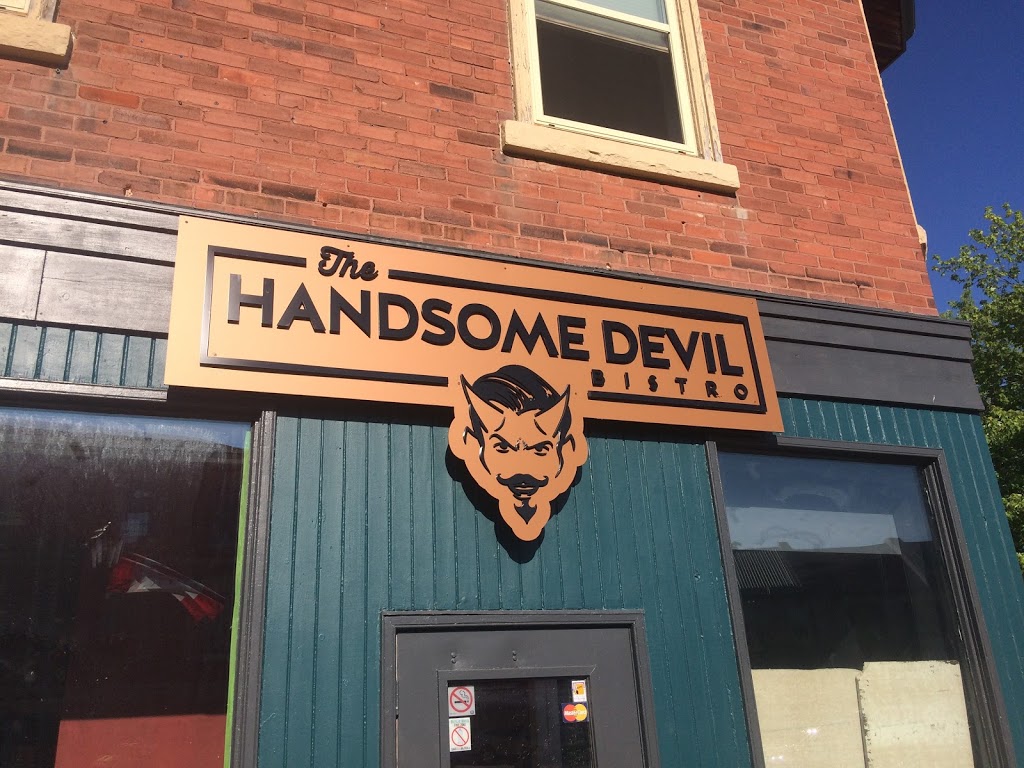 The
HANDSOME DEVIL
BISTRO